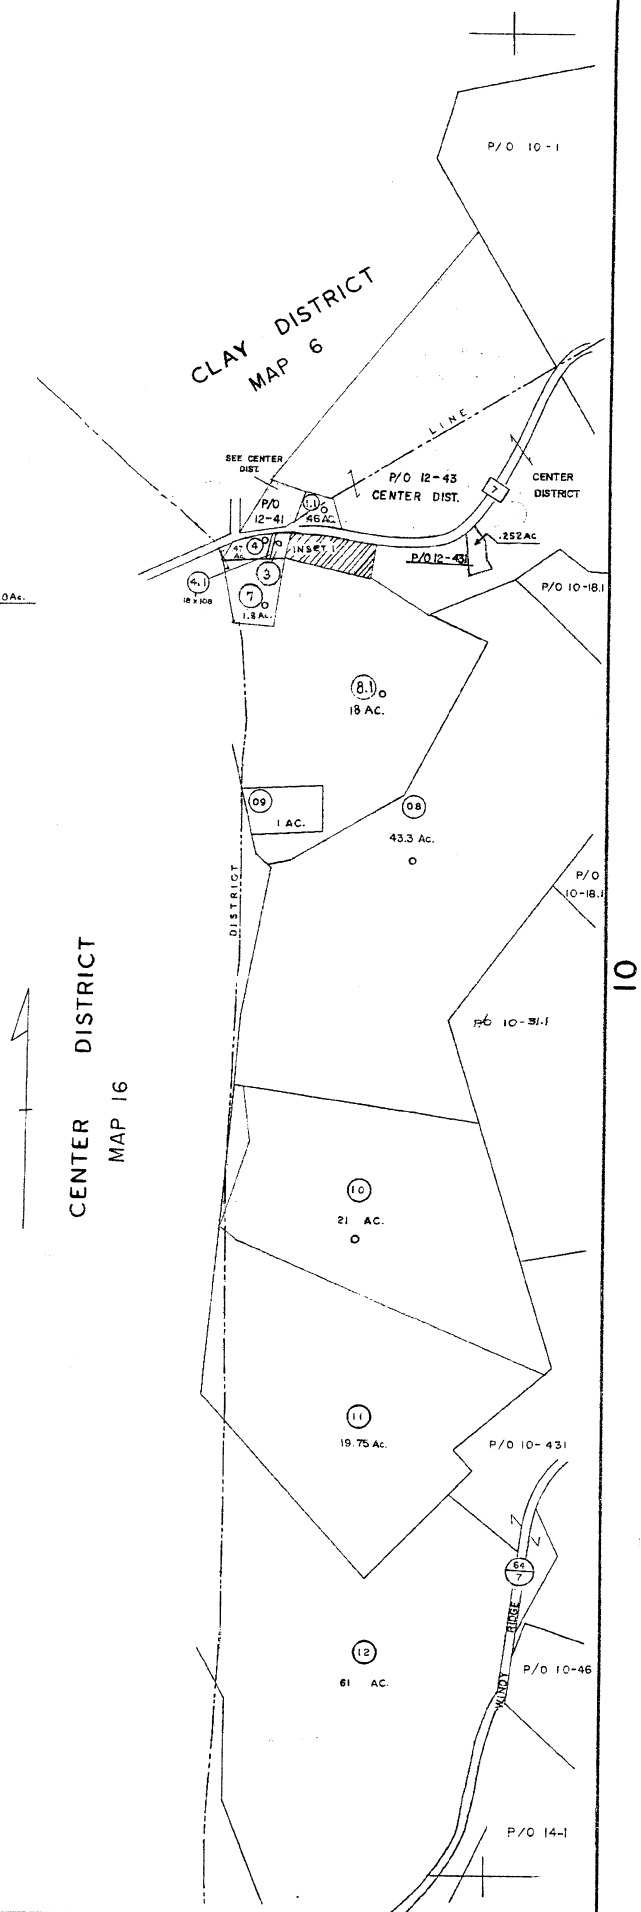 P/O 10-1
CLAY DISTRICT
MAP 6
LINE
SEE CENTER
DIST.
P/O 12-43
CENTER DIST.
7
CENTER
DISTRICT
P/O
12-41
1.1
.46 AC.
.252 AC
4
INSET 1
P/O 12-431
4.1
18 x 108
3
7
1.8 Ac.
0 Ac.
P/O 10-18.1
8.1
18 AC.
09
1 AC.
08
43.3 Ac.
DISTRICT
P/O
10-18.1
10
CENTER DISTRICT
MAP 16
P/O 10-31.1
10
21 AC.
11
19.75 Ac.
P/O 10-431
64
7
WINDY RIDGE
12
61 AC.
P/O 10-46
P/O 14-1